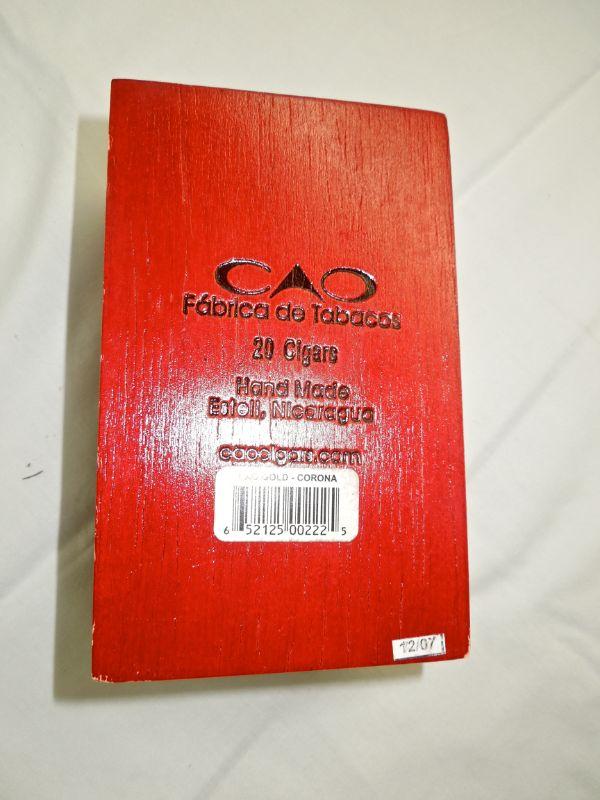 CAO
Fábrica de Tabacos
20 Cigars
Hand Made
Estelí, Nicaragua
caocigars.com
GOLD - CORONA
6 52125 00222 5
12/07